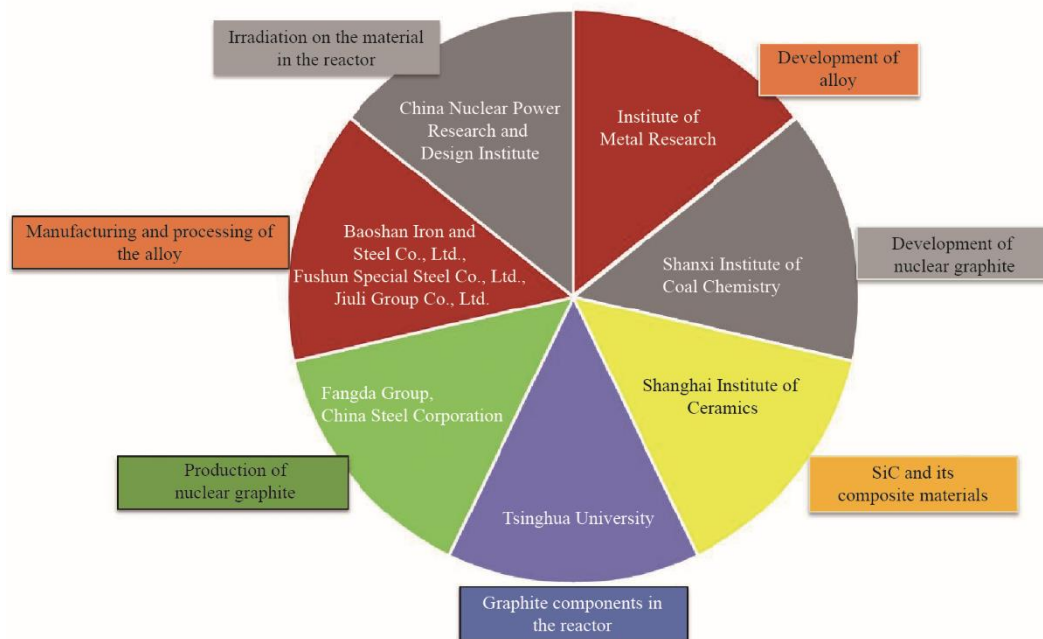 Irradiation on the material
in the reactor
China Nuclear Power
Research and
Design Institute
Institute of
Metal Research
Development of
alloy
Manufacturing and processing of
the alloy
Baoshan Iron and
Steel Co., Ltd.,
Fushun Special Steel Co., Ltd.,
Jiuli Group Co., Ltd.
Shanxi Institute of
Coal Chemistry
Development of
nuclear graphite
Fangda Group,
China Steel Corporation
Shanghai Institute of
Ceramics
Production of
nuclear graphite
Tsinghua University
SiC and its
composite materials
Graphite components in
the reactor